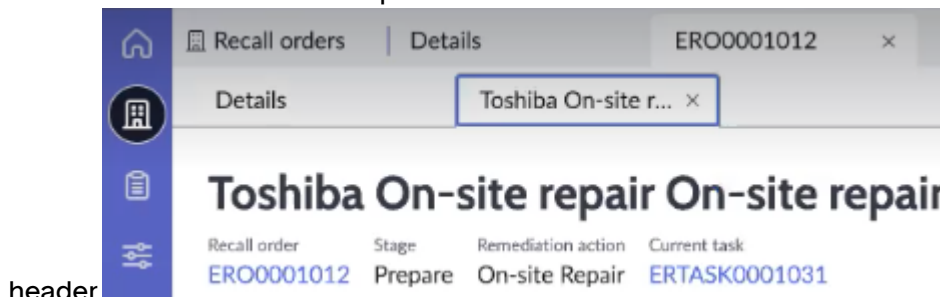 Recall orders Details ERO0001012 ×
Details Toshiba On-site r... ×
Toshiba On-site repair On-site repair
Recall order Stage Remediation action Current task
ERO0001012 Prepare On-site Repair ERTASK0001031
header